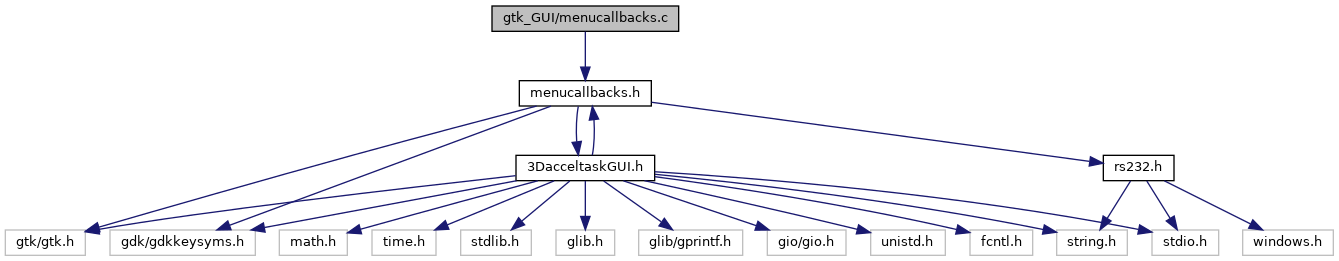 gtk_GUI/menucallbacks.c
menucallbacks.h
3DacceltaskGUI.h
rs232.h
gtk/gtk.h
gdk/gdkkeysyms.h
math.h
time.h
stdlib.h
glib.h
glib/gprintf.h
gio/gio.h
unistd.h
fcntl.h
string.h
stdio.h
windows.h